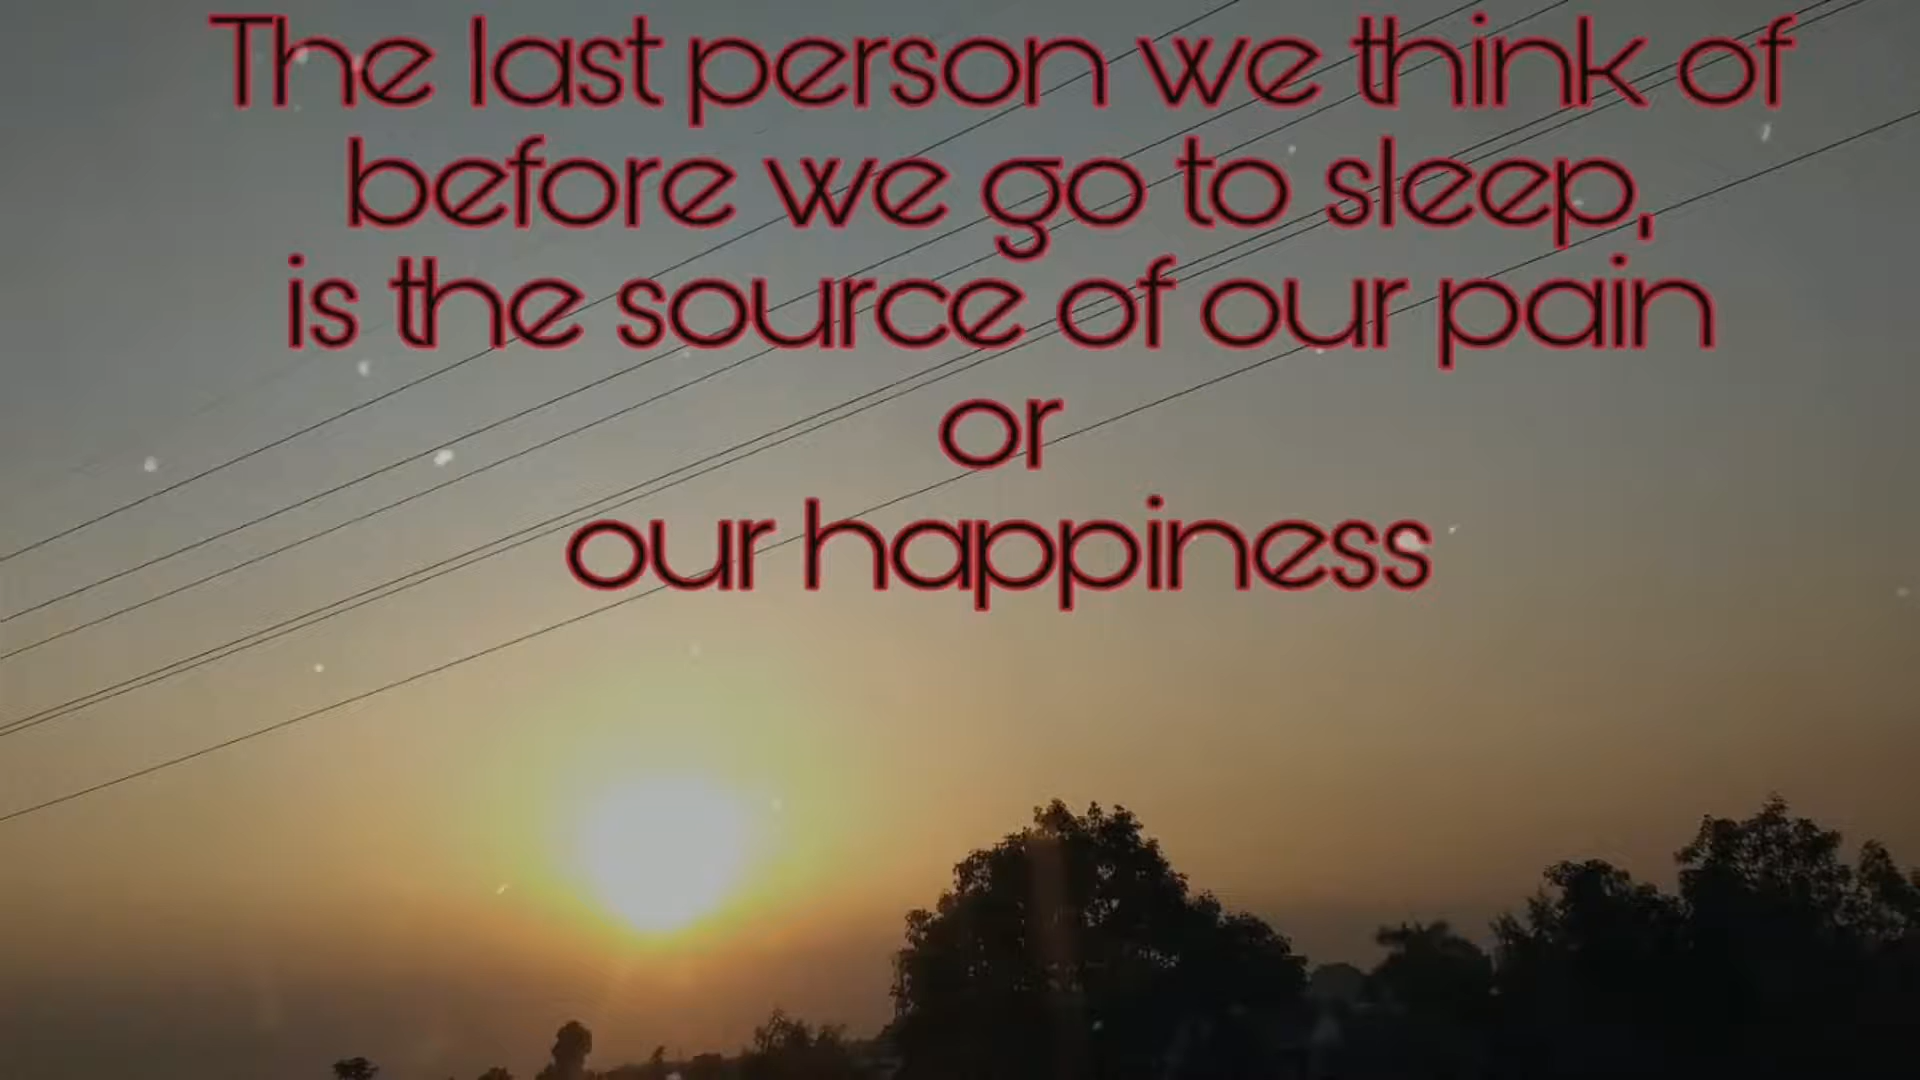 The last person we think of
before we go to sleep,
is the source of our pain
or
our happiness